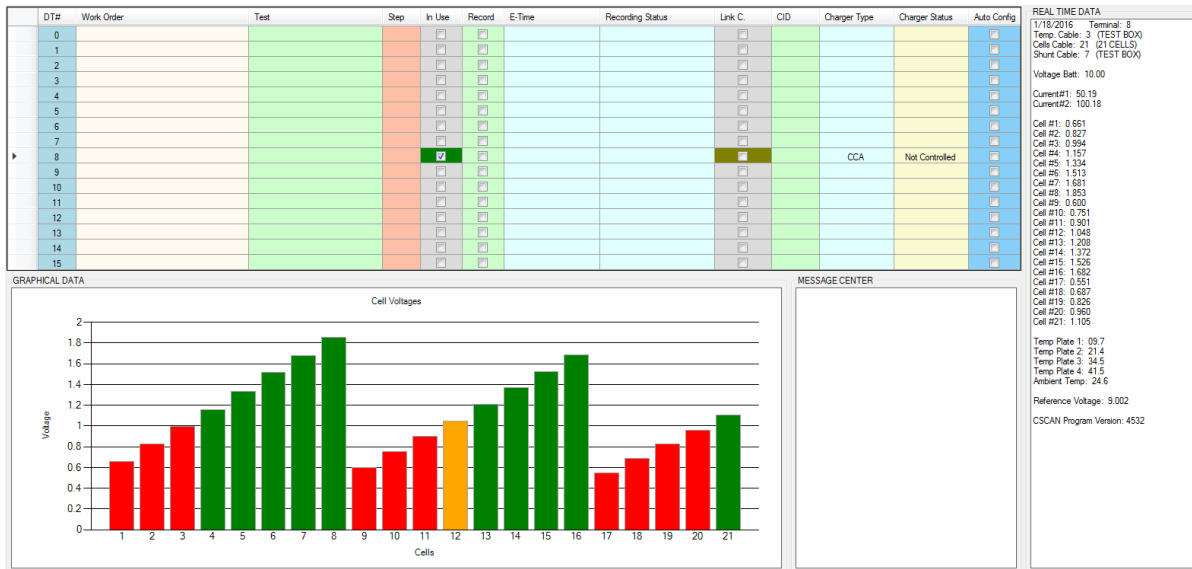 DT# Work Order Test Step In Use Record E-Time Recording Status Link C. CID Charger Type Charger Status Auto Config
0
1
2
3
4
5
6
7
8 CCA Not Controlled
9
10
11
12
13
14
15
REAL TIME DATA
1/18/2016 Terminal: 8
Temp. Cable: 3 (TEST BOX)
Cells Cable: 21 (21 CELLS)
Shunt Cable: 7 (TEST BOX)
Voltage Batt: 10.00
Current#1: 50.19
Current#2: 100.18
Cell #1: 0.661
Cell #2: 0.827
Cell #3: 0.994
Cell #4: 1.157
Cell #5: 1.334
Cell #6: 1.513
Cell #7: 1.681
Cell #8: 1.853
Cell #9: 0.600
Cell #10: 0.751
Cell #11: 0.901
Cell #12: 1.048
Cell #13: 1.208
Cell #14: 1.372
Cell #15: 1.526
Cell #16: 1.682
Cell #17: 0.551
Cell #18: 0.687
Cell #19: 0.826
Cell #20: 0.960
Cell #21: 1.105
Temp Plate 1: 09.7
Temp Plate 2: 21.4
Temp Plate 3: 34.5
Temp Plate 4: 41.5
Ambient Temp: 24.6
Reference Voltage: 9.002
CSCAN Program Version: 4532
GRAPHICAL DATA
Cell Voltages
Voltage
2
1.8
1.6
1.4
1.2
1
0.8
0.6
0.4
0.2
0
1 2 3 4 5 6 7 8 9 10 11 12 13 14 15 16 17 18 19 20 21
Cells
MESSAGE CENTER